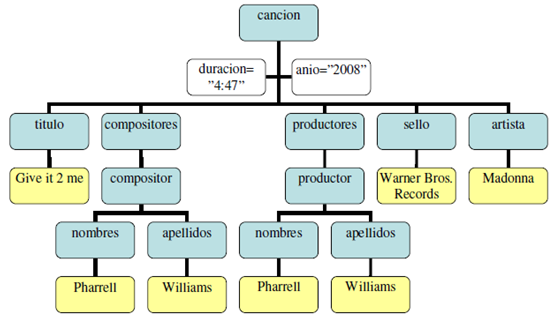 cancion
duracion=
”4:47”
anio=”2008”
titulo
compositores
productores
sello
artista
Give it 2 me
compositor
productor
Warner Bros.
Records
Madonna
nombres
apellidos
nombres
apellidos
Pharrell
Williams
Pharrell
Williams